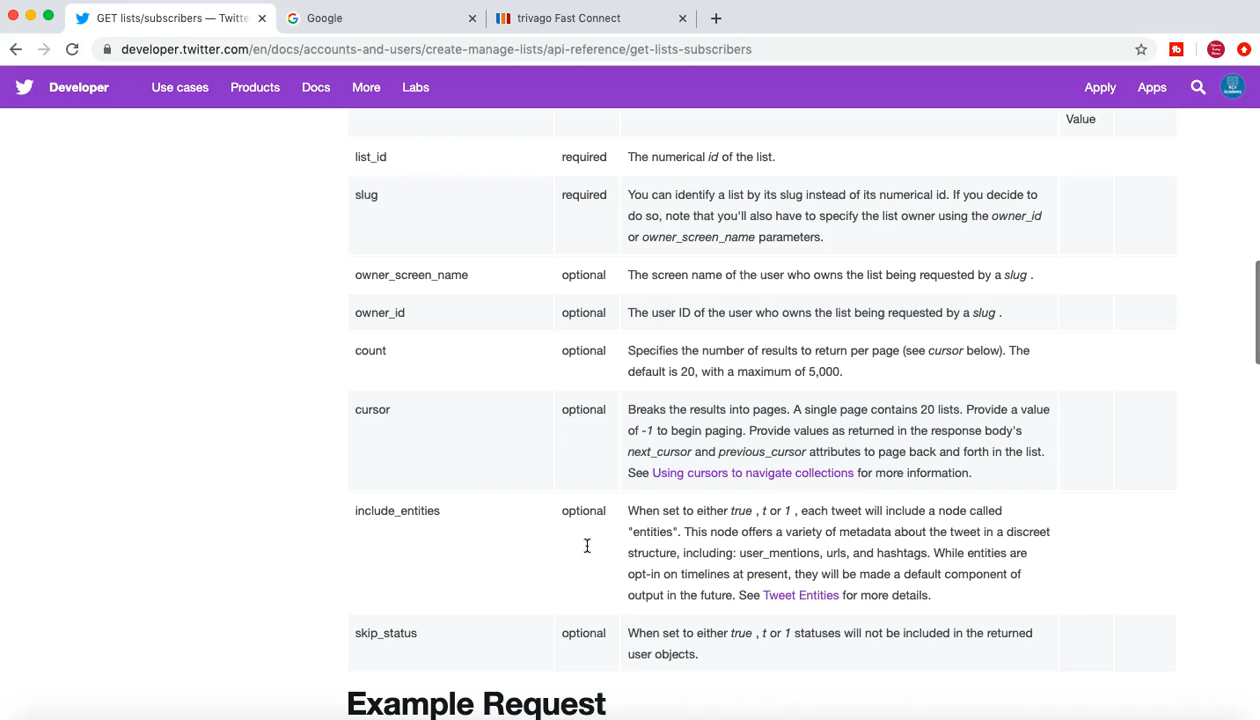 GET lists/subscribers — Twitte
Google
trivago Fast Connect
developer.twitter.com/en/docs/accounts-and-users/create-manage-lists/api-reference/get-lists-subscribers
Developer Use cases Products Docs More Labs Apply Apps
Value
list_id required The numerical id of the list.
slug required You can identify a list by its slug instead of its numerical id. If you decide to
do so, note that you'll also have to specify the list owner using the owner_id
or owner_screen_name parameters.
owner_screen_name optional The screen name of the user who owns the list being requested by a slug .
owner_id optional The user ID of the user who owns the list being requested by a slug .
count optional Specifies the number of results to return per page (see cursor below). The
default is 20, with a maximum of 5,000.
cursor optional Breaks the results into pages. A single page contains 20 lists. Provide a value
of -1 to begin paging. Provide values as returned in the response body's
next_cursor and previous_cursor attributes to page back and forth in the list.
See Using cursors to navigate collections for more information.
include_entities optional When set to either true , t or 1 , each tweet will include a node called
"entities". This node offers a variety of metadata about the tweet in a discreet
structure, including: user_mentions, urls, and hashtags. While entities are
opt-in on timelines at present, they will be made a default component of
output in the future. See Tweet Entities for more details.
skip_status optional When set to either true , t or 1 statuses will not be included in the returned
user objects.
Example Request